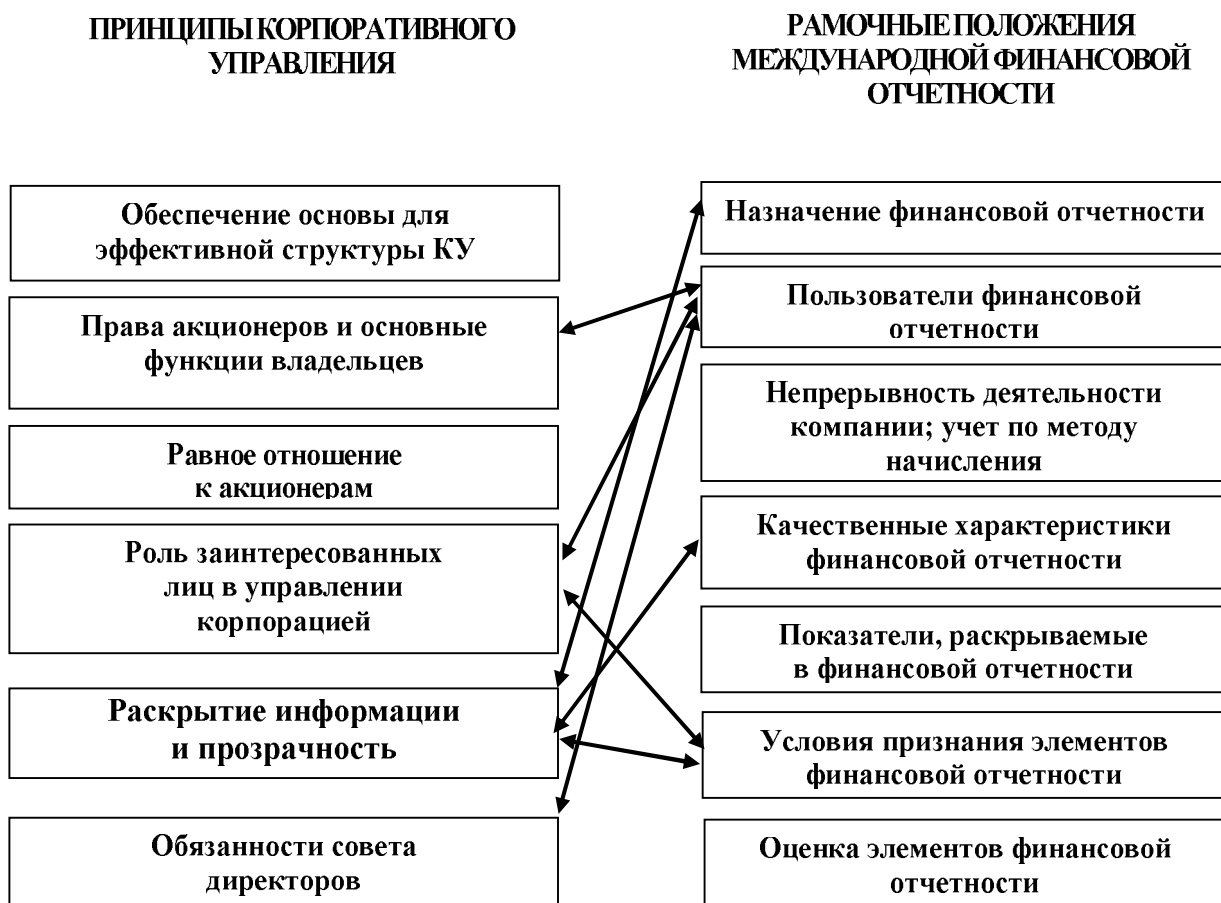 ПРИНЦИПЫ КОРПОРАТИВНОГО
УПРАВЛЕНИЯ
Обеспечение основы для
эффективной структуры КУ
Права акционеров и основные
функции владельцев
Равное отношение
к акционерам
Роль заинтересованных
лиц в управлении
корпорацией
Раскрытие информации
и прозрачность
Обязанности совета
директоров
РАМОЧНЫЕ ПОЛОЖЕНИЯ
МЕЖДУНАРОДНОЙ ФИНАНСОВОЙ
ОТЧЕТНОСТИ
Назначение финансовой отчетности
Пользователи финансовой
отчетности
Непрерывность деятельности
компании; учет по методу
начисления
Качественные характеристики
финансовой отчетности
Показатели, раскрываемые
в финансовой отчетности
Условия признания элементов
финансовой отчетности
Оценка элементов финансовой
отчетности